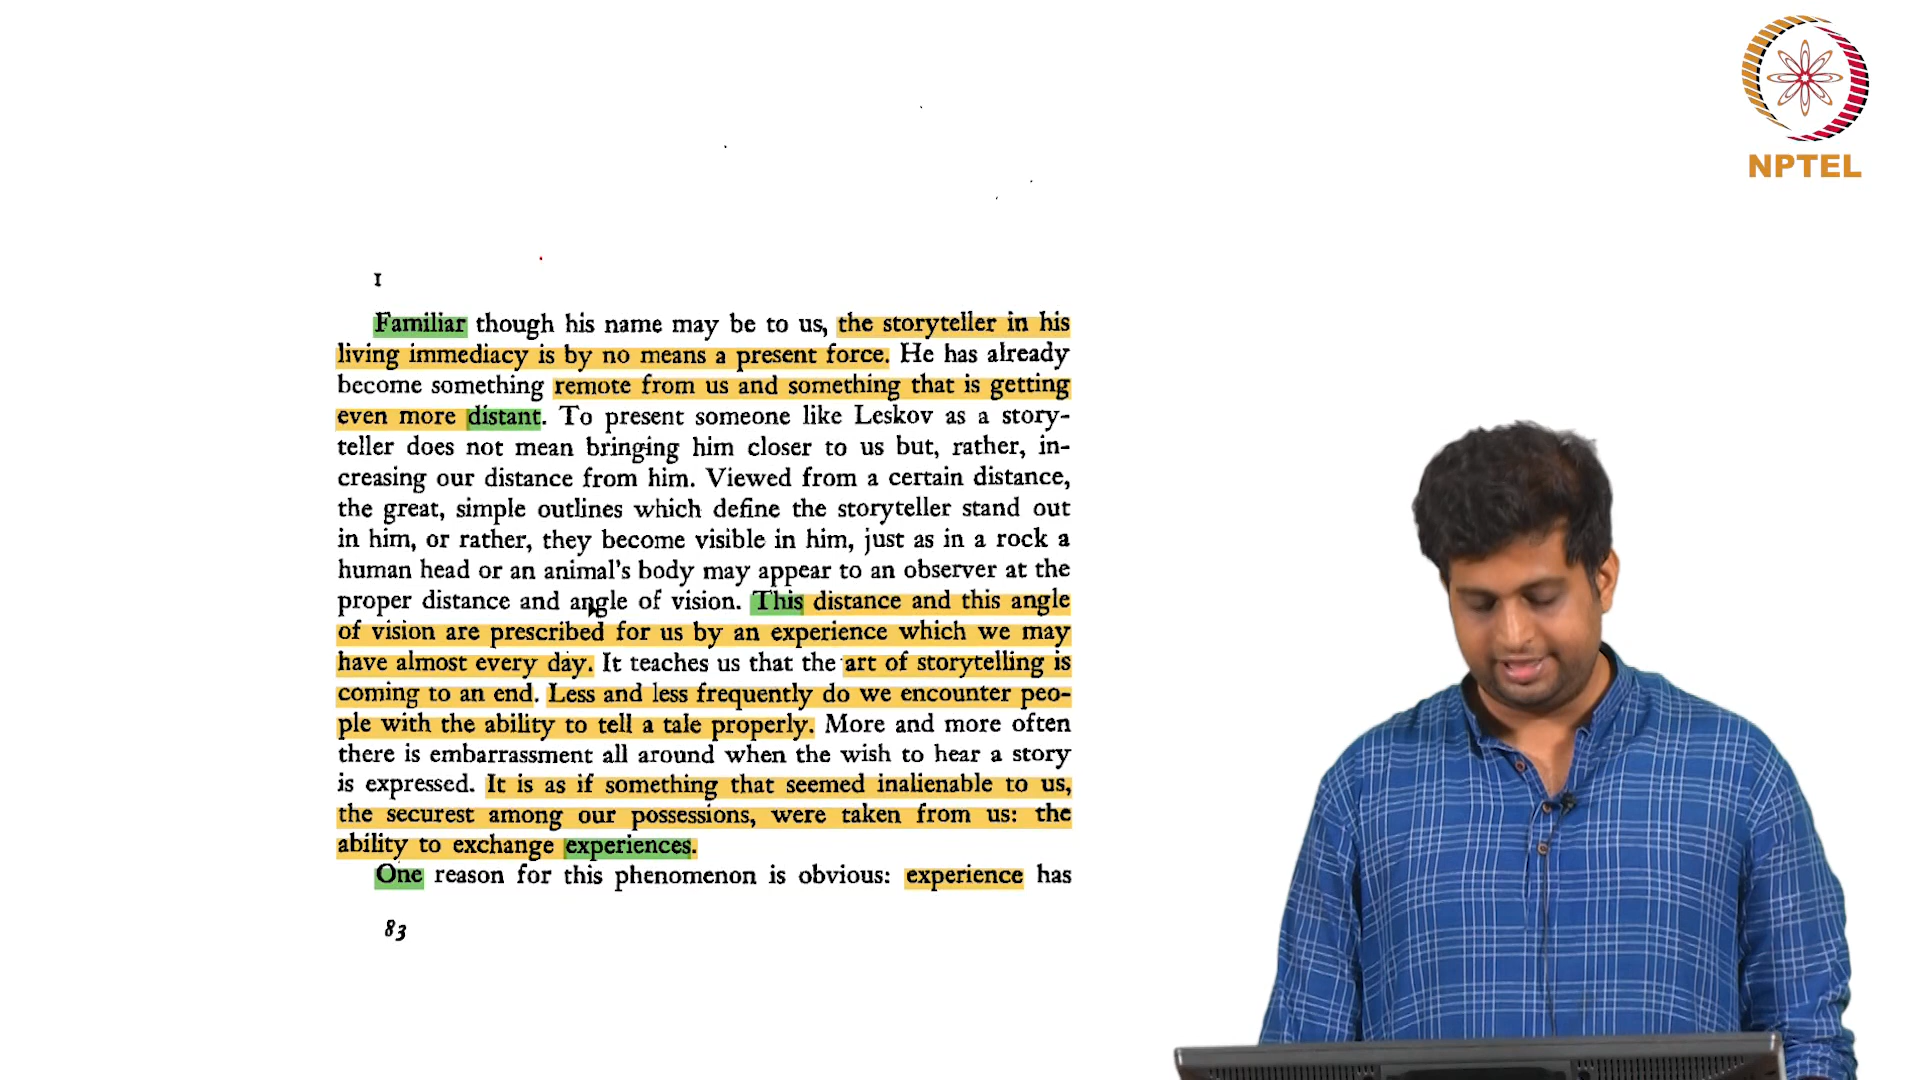 NPTEL
I
Familiar though his name may be to us, the storyteller in his
living immediacy is by no means a present force. He has already
become something remote from us and something that is getting
even more distant. To present someone like Leskov as a story-
teller does not mean bringing him closer to us but, rather, in-
creasing our distance from him. Viewed from a certain distance,
the great, simple outlines which define the storyteller stand out
in him, or rather, they become visible in him, just as in a rock a
human head or an animal's body may appear to an observer at the
proper distance and angle of vision. This distance and this angle
of vision are prescribed for us by an experience which we may
have almost every day. It teaches us that the art of storytelling is
coming to an end. Less and less frequently do we encounter peo-
ple with the ability to tell a tale properly. More and more often
there is embarrassment all around when the wish to hear a story
is expressed. It is as if something that seemed inalienable to us,
the securest among our possessions, were taken from us: the
ability to exchange experiences.
One reason for this phenomenon is obvious: experience has
83